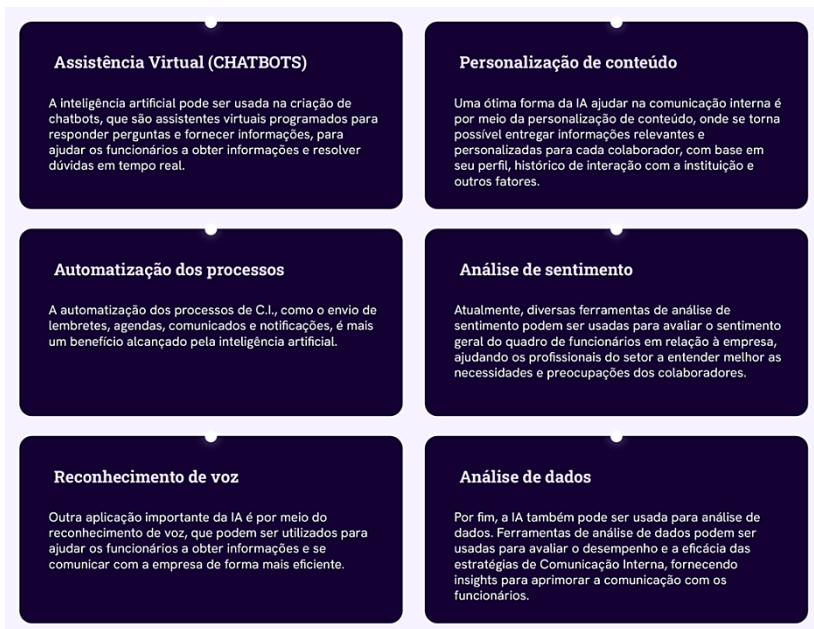 Assistência Virtual (CHATBOTS)
A inteligência artificial pode ser usada na criação de
chatbots, que são assistentes virtuais programados para
responder perguntas e fornecer informações, para
ajudar os funcionários a obter informações e resolver
dúvidas em tempo real.
Personalização de conteúdo
Uma ótima forma da IA ajudar na comunicação interna é
por meio da personalização de conteúdo, onde se torna
possível entregar informações relevantes e
personalizadas para cada colaborador, com base em
seu perfil, histórico de interação com a instituição e
outros fatores.
Automatização dos processos
A automatização dos processos de C.I., como o envio de
lembretes, agendas, comunicados e notificações, é mais
um benefício alcançado pela inteligência artificial.
Análise de sentimento
Atualmente, diversas ferramentas de análise de
sentimento podem ser usadas para avaliar o sentimento
geral do quadro de funcionários em relação à empresa,
ajudando os profissionais do setor a entender melhor as
necessidades e preocupações dos colaboradores.
Reconhecimento de voz
Outra aplicação importante da IA é por meio do
reconhecimento de voz, que podem ser utilizados para
ajudar os funcionários a obter informações e se
comunicar com a empresa de forma mais eficiente.
Análise de dados
Por fim, a IA também pode ser usada para análise de
dados. Ferramentas de análise de dados podem ser
usadas para avaliar o desempenho e a eficácia das
estratégias de Comunicação Interna, fornecendo
insights para aprimorar a comunicação com os
funcionários.